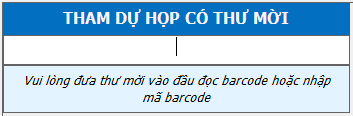 THAM DỰ HỌP CÓ THƯ MỜI
Vui lòng đưa thư mời vào đầu đọc barcode hoặc nhập
mã barcode